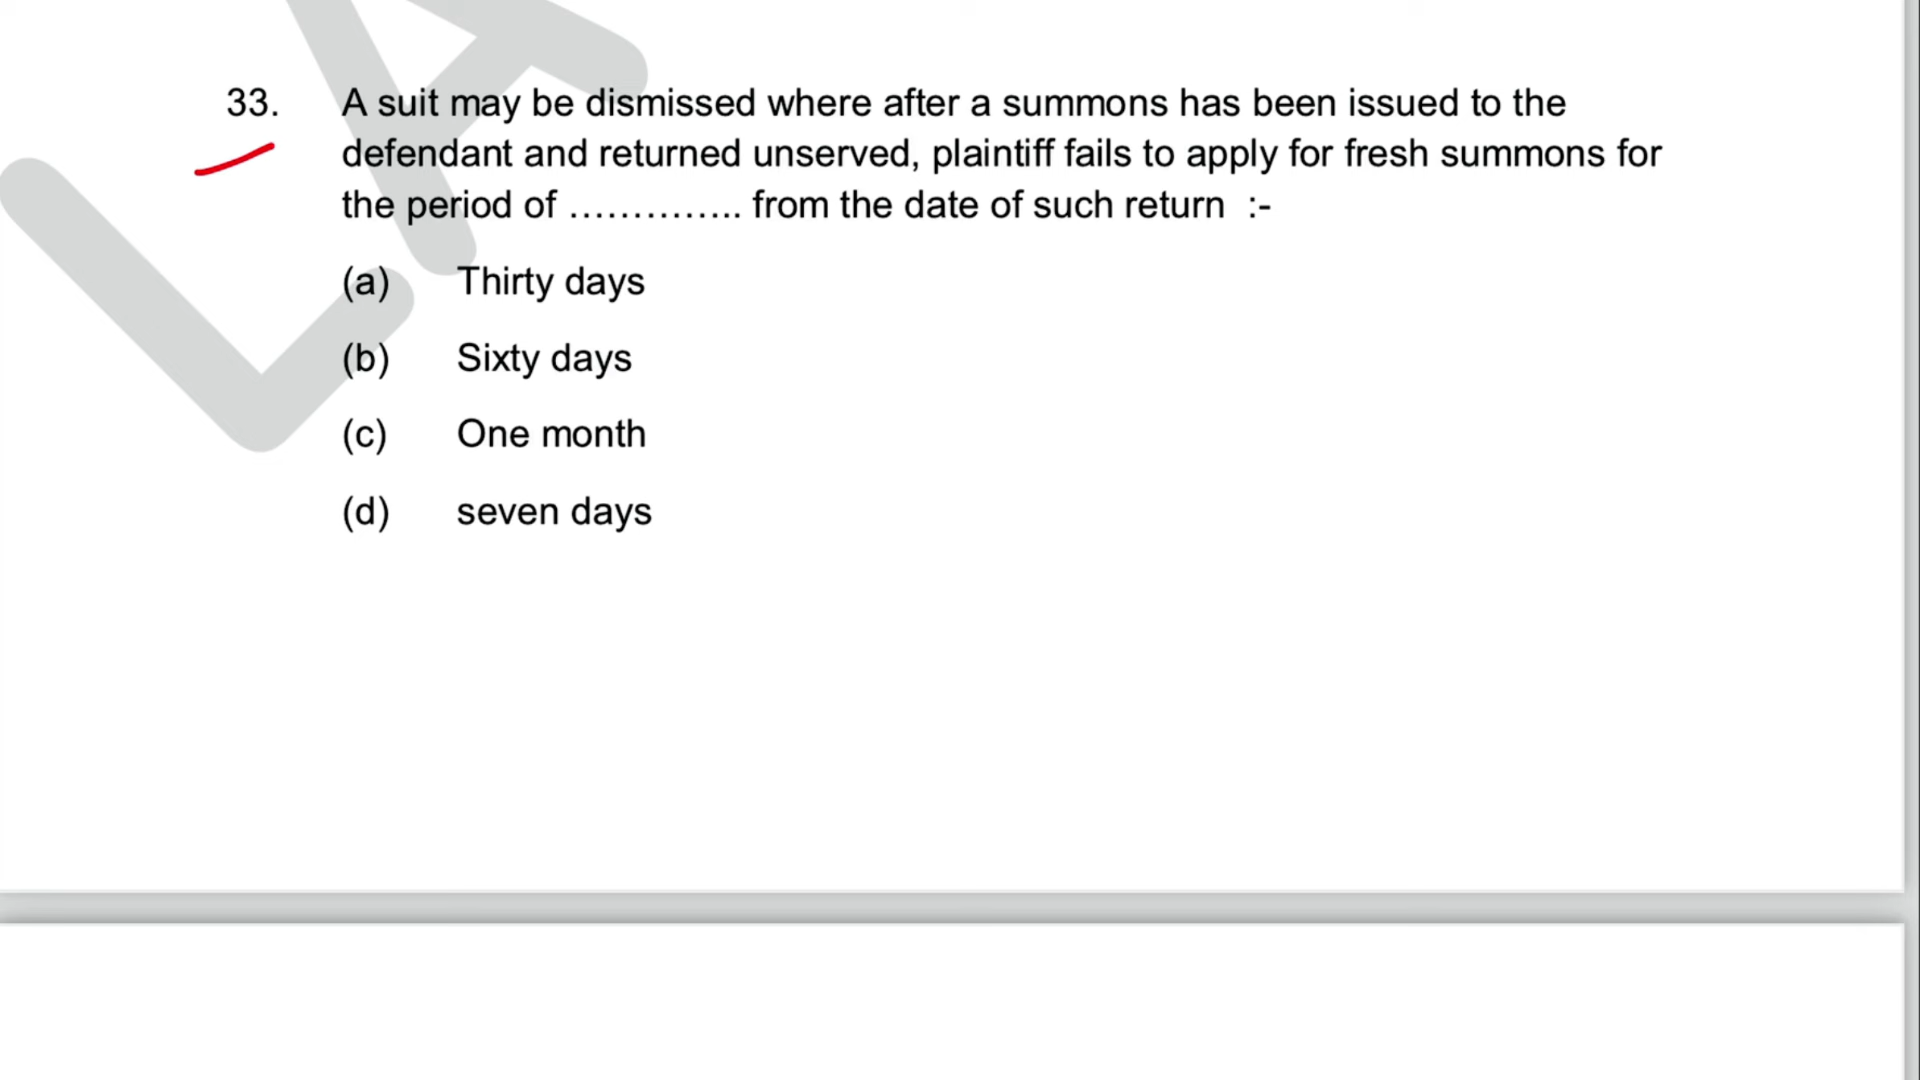 33. A suit may be dismissed where after a summons has been issued to the
defendant and returned unserved, plaintiff fails to apply for fresh summons for
the period of .............. from the date of such return :-
(a) Thirty days
(b) Sixty days
(c) One month
(d) seven days
LA